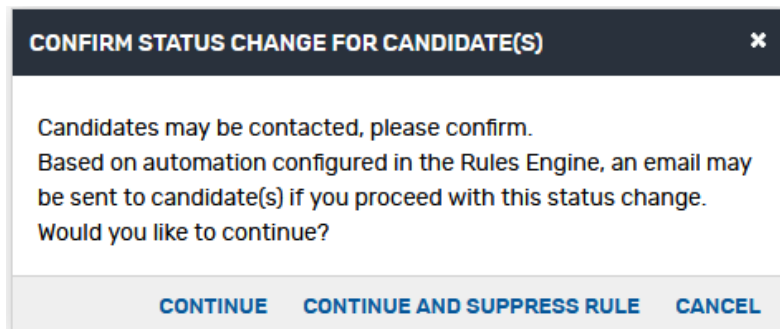 CONFIRM STATUS CHANGE FOR CANDIDATE(S)
Candidates may be contacted, please confirm.
Based on automation configured in the Rules Engine, an email may
be sent to candidate(s) if you proceed with this status change.
Would you like to continue?
CONTINUE CONTINUE AND SUPPRESS RULE CANCEL